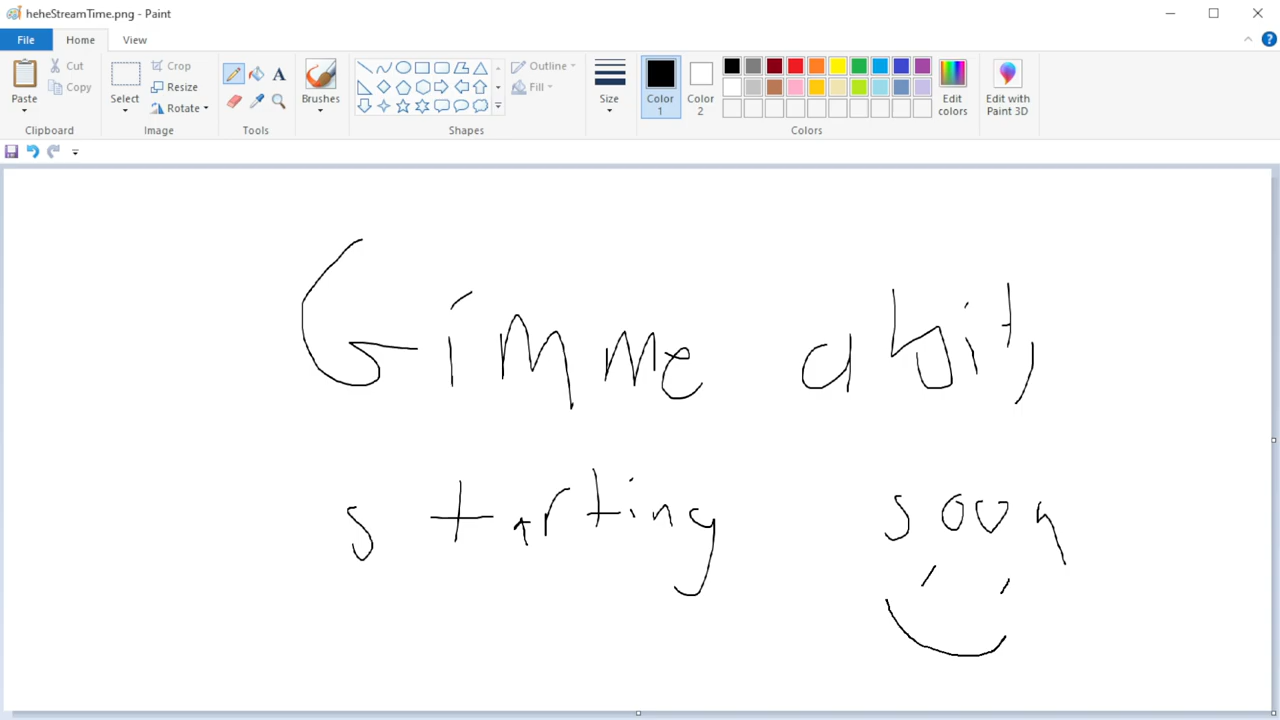 heheStreamTime.png - Paint
File Home View
Paste Cut Copy Select Crop Resize Rotate Brushes Outline Fill Size Color 1 Color 2 Edit colors Edit with Paint 3D
Clipboard Image Tools Shapes Colors
Gimme a bit,
starting soon